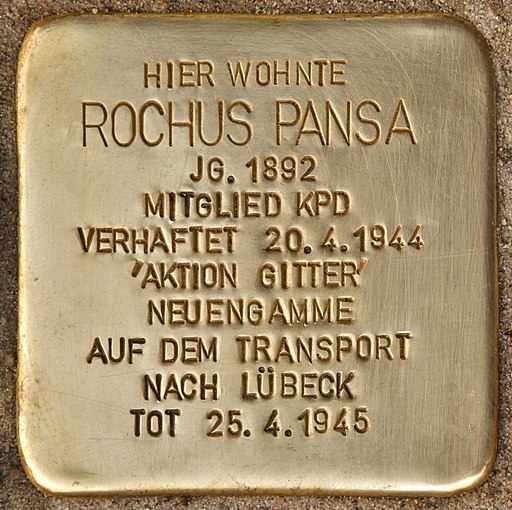 HIER WOHNTE
ROCHUS PANSA
JG. 1892
MITGLIED KPD
VERHAFTET 20.4.1944
'AKTION GITTER'
NEUENGAMME
AUF DEM TRANSPORT
NACH LÜBECK
TOT 25.4.1945